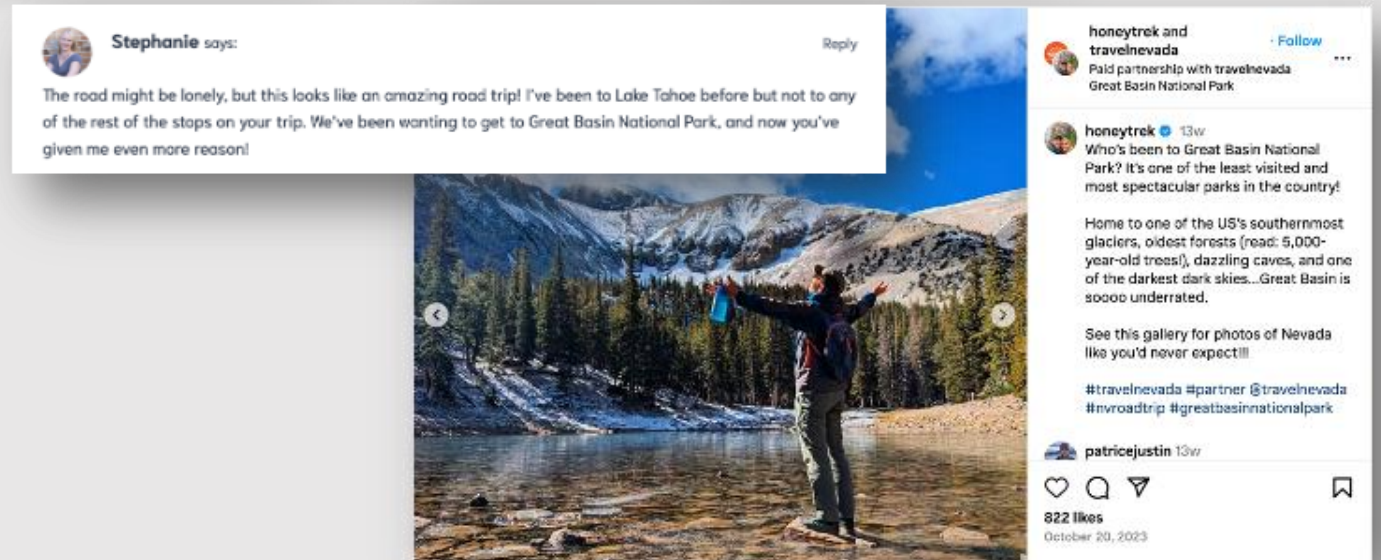 Stephanie says:
Reply
The road might be lonely, but this looks like an amazing road trip! I've been to Lake Tahoe before but not to any
of the rest of the stops on your trip. We've been wanting to get to Great Basin National Park, and now you've
given me even more reason!
honeytrek and
travelnevada
· Follow
Paid partnership with travelnevada
Great Basin National Park
honeytrek 13w
Who's been to Great Basin National
Park? It's one of the least visited and
most spectacular parks in the country!
Home to one of the US's southernmost
glaciers, oldest forests (read: 5,000-
year-old trees!), dazzling caves, and one
of the darkest dark skies...Great Basin is
soooo underrated.
See this gallery for photos of Nevada
like you'd never expect!!!
#travelnevada #partner @travelnevada
#nvroadtrip #greatbasinnationalpark
patricejustin 13w
822 likes
October 20, 2023